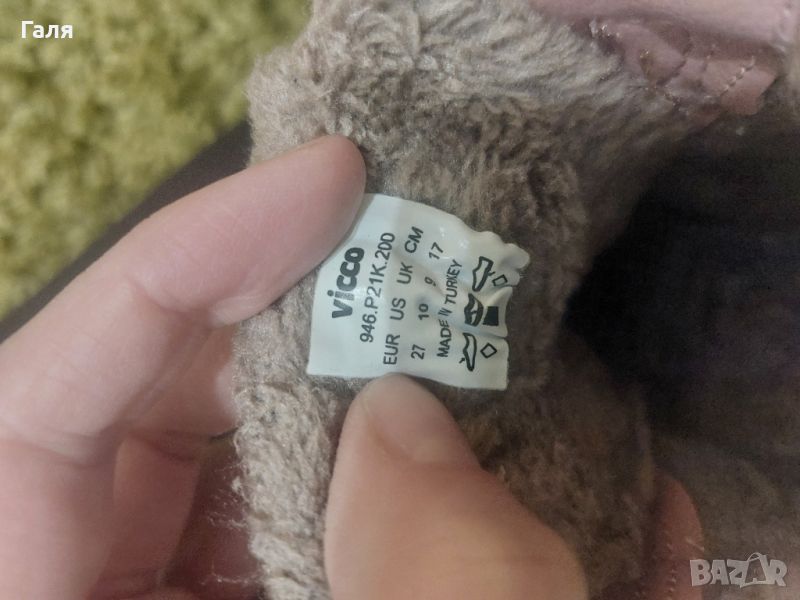 Галя
vicco
946.P21K.200
EUR US UK CM
27 10 9 17
MADE IN TURKEY
BAZAR